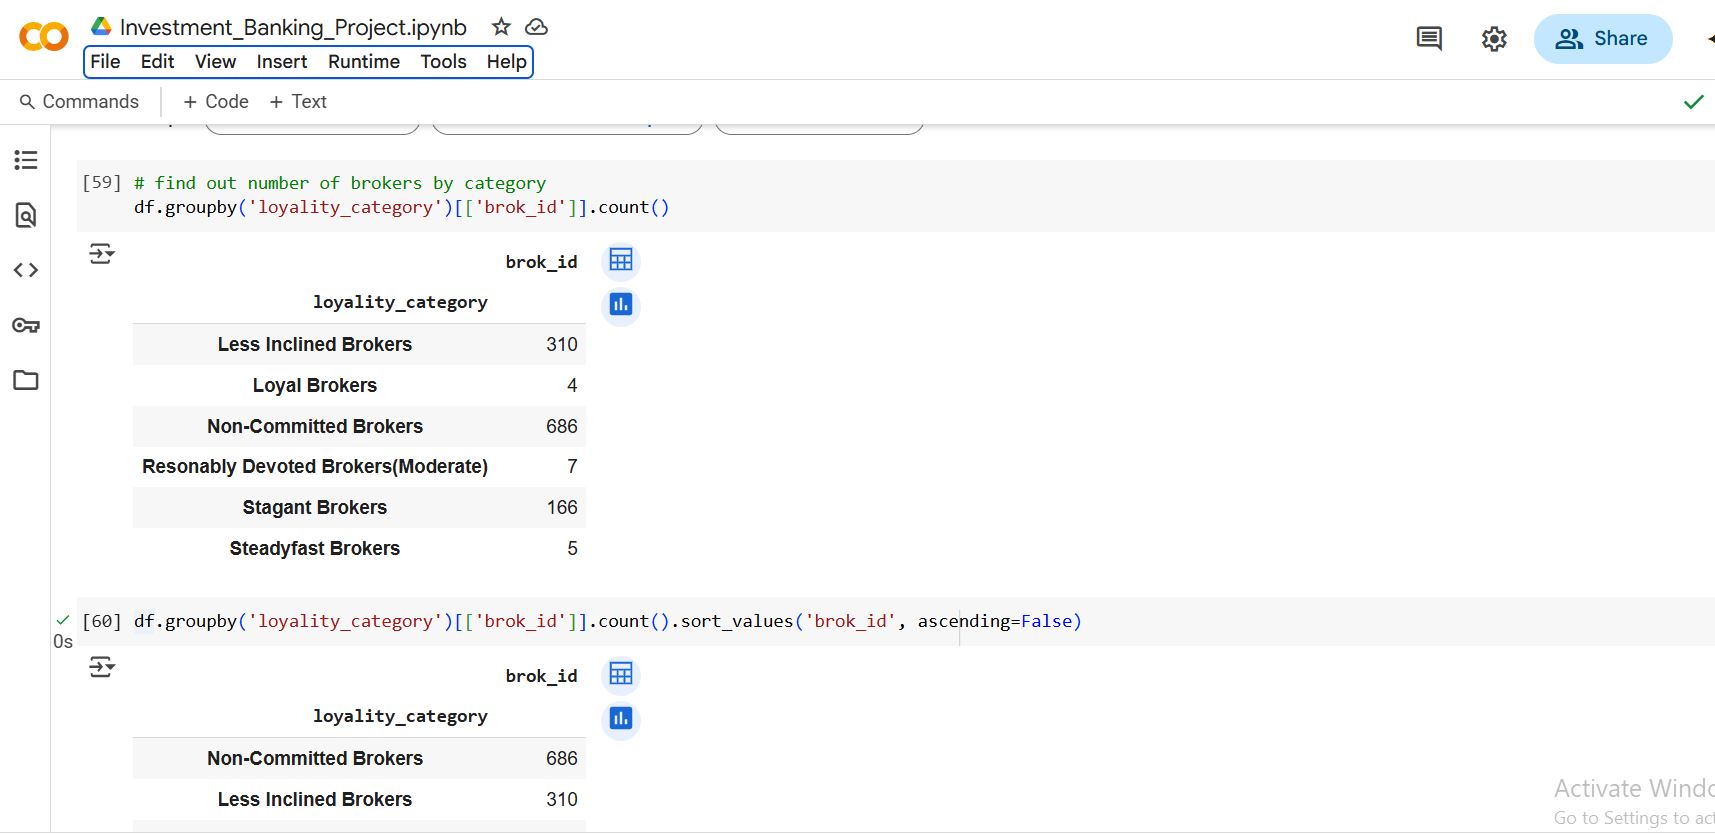 Investment_Banking_Project.ipynb
File Edit View Insert Runtime Tools Help
Share
Commands + Code + Text
[59] # find out number of brokers by category
df.groupby('loyality_category')[['brok_id']].count()
brok_id
loyality_category
Less Inclined Brokers 310
Loyal Brokers 4
Non-Committed Brokers 686
Resonably Devoted Brokers(Moderate) 7
Stagant Brokers 166
Steadyfast Brokers 5
[60] df.groupby('loyality_category')[['brok_id']].count().sort_values('brok_id', ascending=False)
0s
brok_id
loyality_category
Non-Committed Brokers 686
Less Inclined Brokers 310
Activate Windo
Go to Settings to act